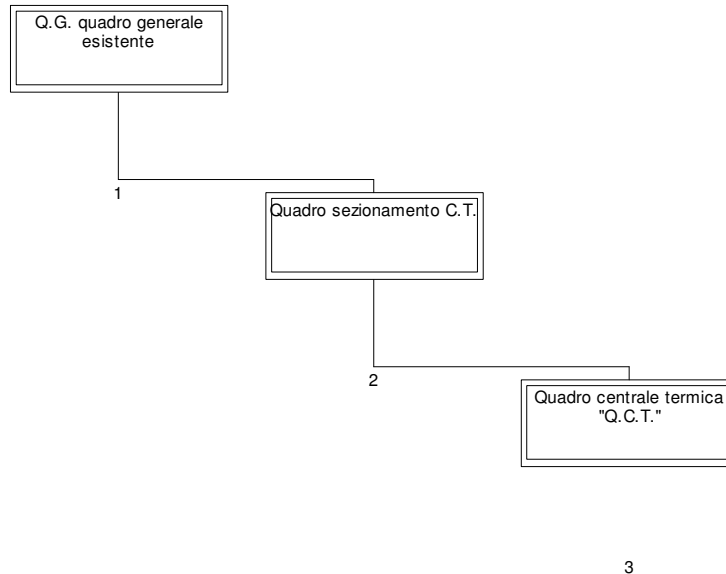 Q.G. quadro generale
esistente
1
Quadro sezionamento C.T.
2
Quadro centrale termica
"Q.C.T."
3